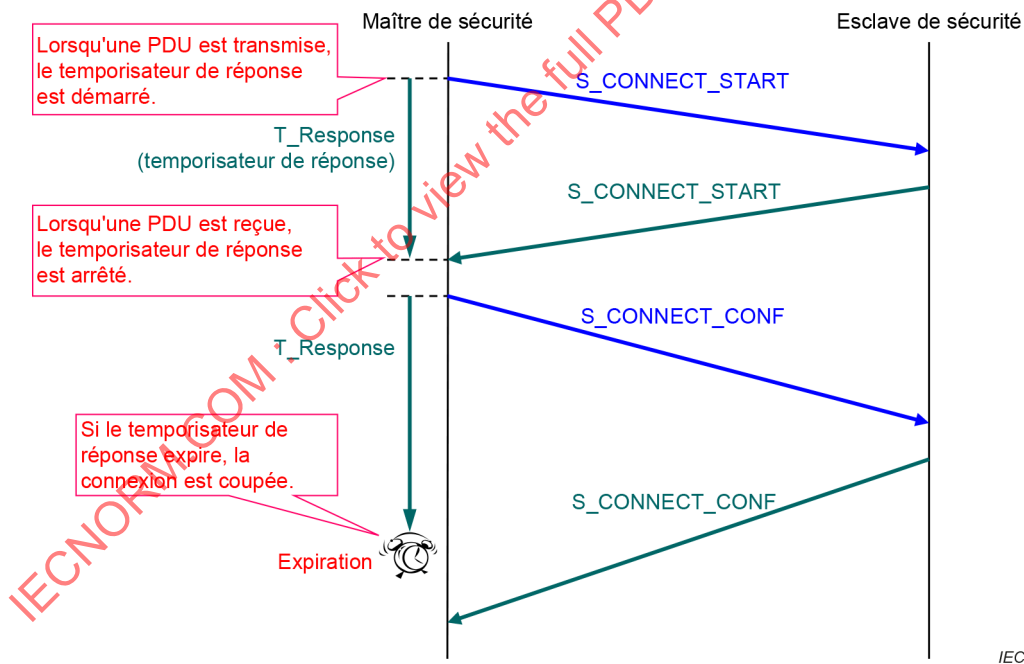 Maître de sécurité
Esclave de sécurité
Lorsqu'une PDU est transmise,
le temporisateur de réponse
est démarré.
S_CONNECT_START
T_Response
(temporisateur de réponse)
S_CONNECT_START
Lorsqu'une PDU est reçue,
le temporisateur de réponse
est arrêté.
S_CONNECT_CONF
T_Response
Si le temporisateur de
réponse expire, la
connexion est coupée.
S_CONNECT_CONF
Expiration
IEC
IECNORM.COM : Click to view the full PD